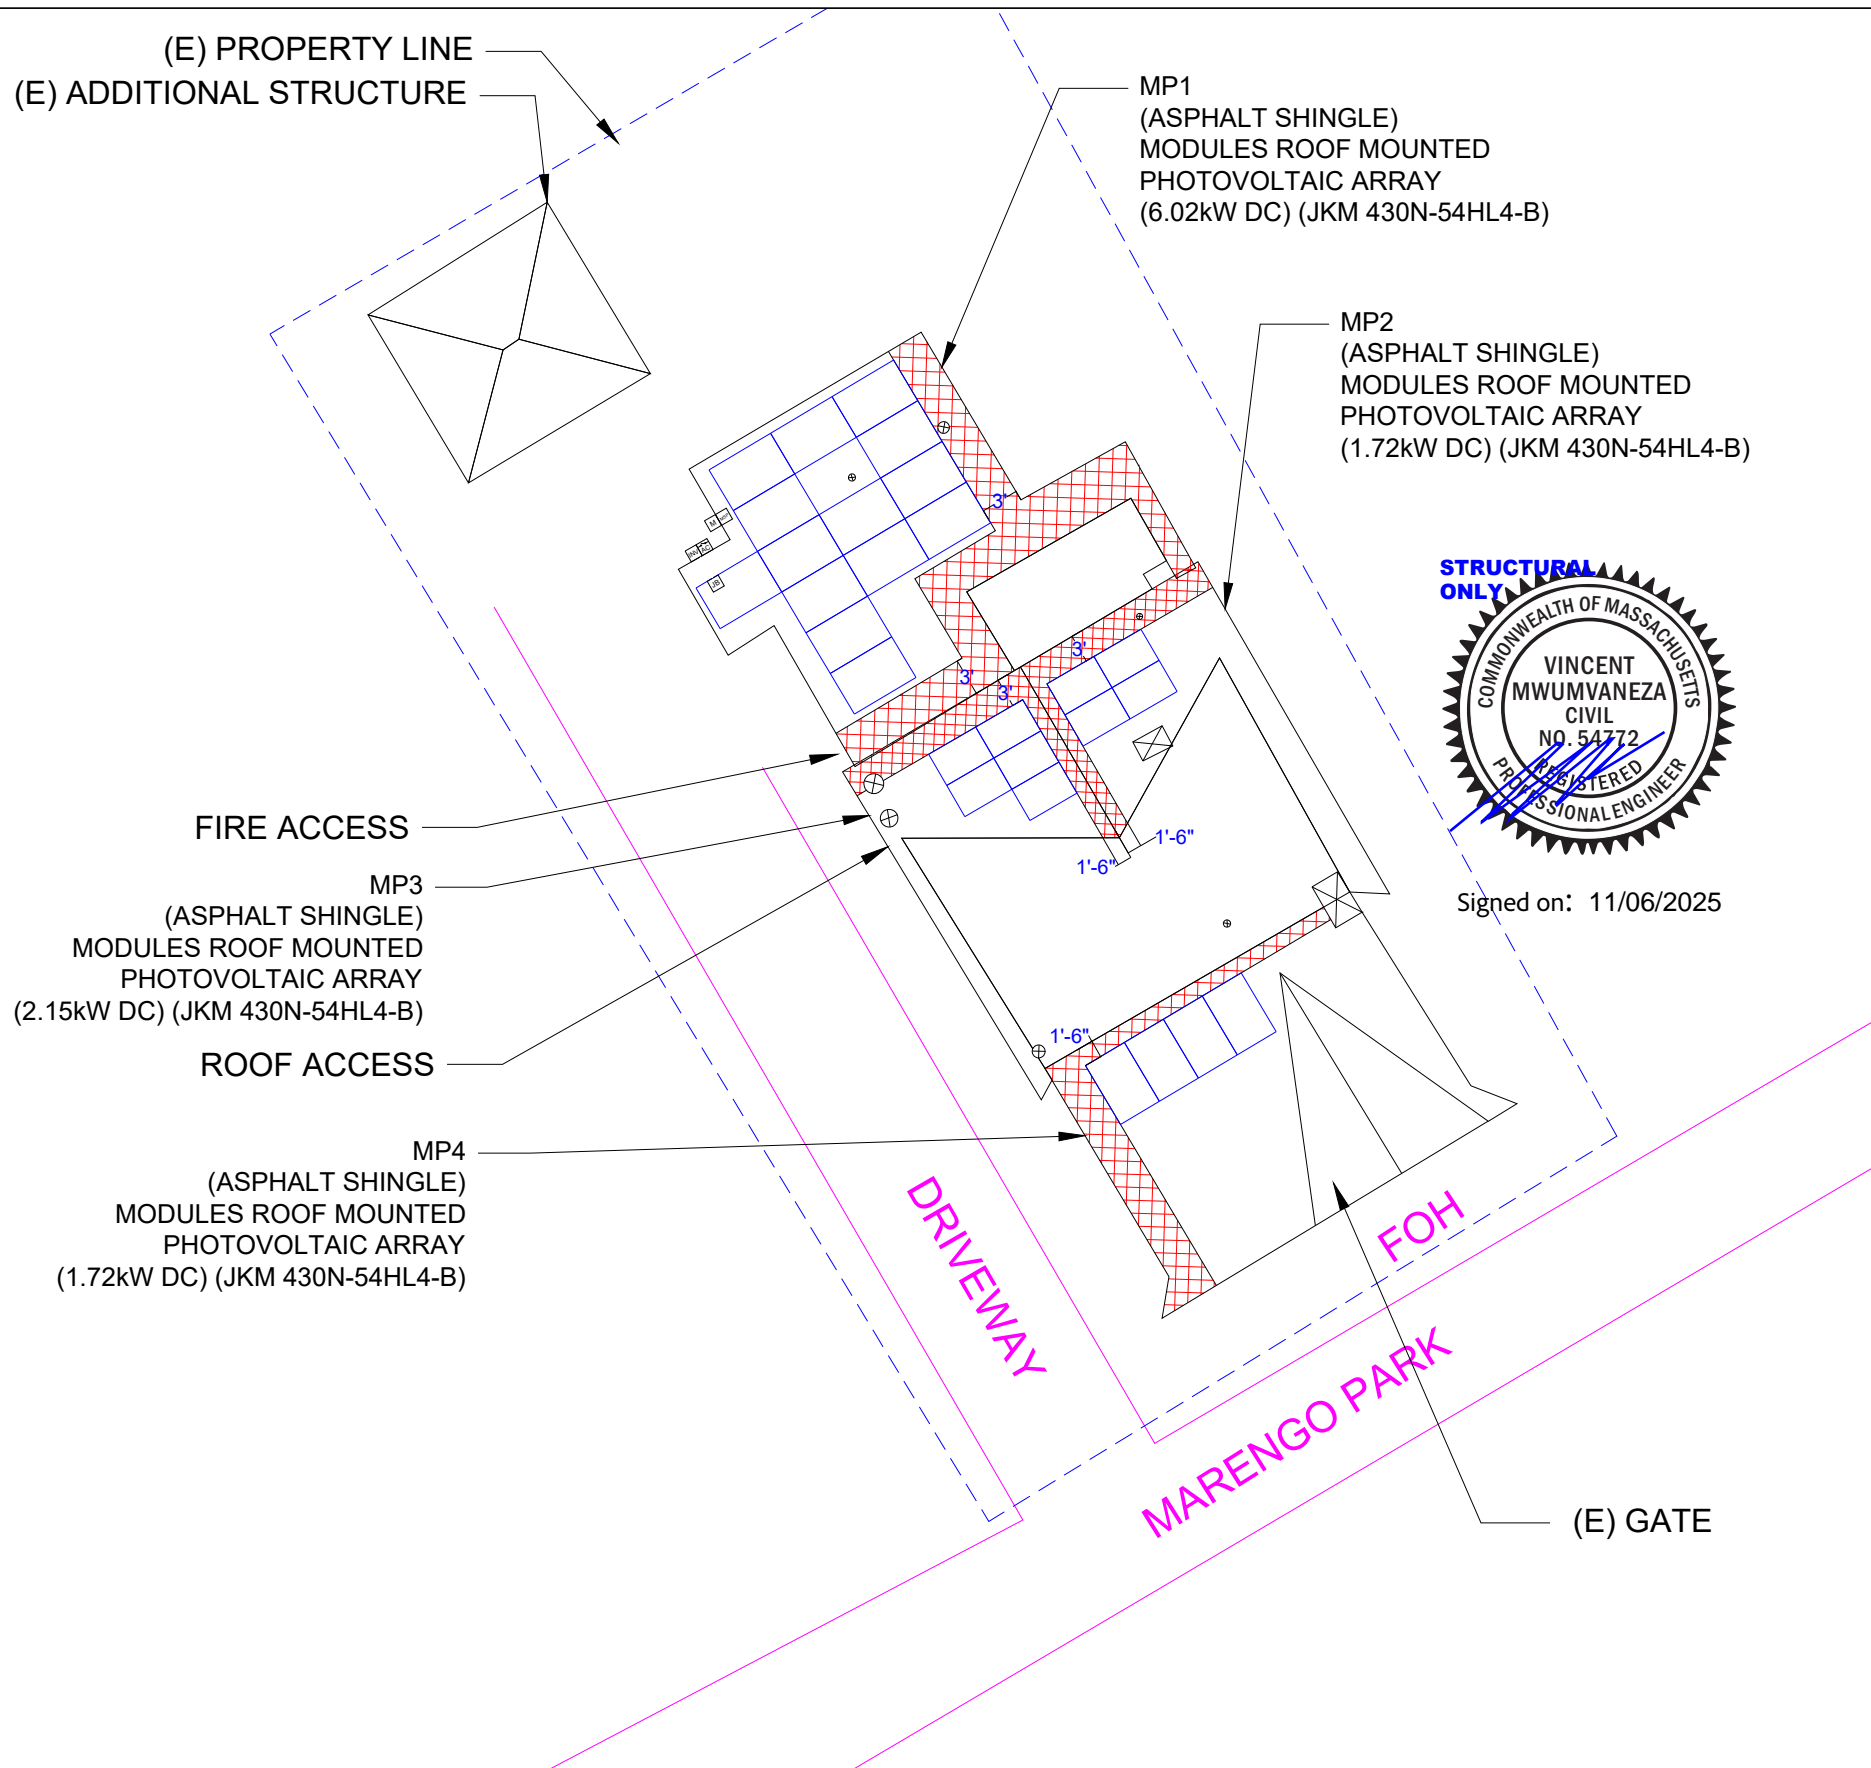 (E) PROPERTY LINE
(E) ADDITIONAL STRUCTURE
MP1
(ASPHALT SHINGLE)
MODULES ROOF MOUNTED
PHOTOVOLTAIC ARRAY
(6.02kW DC) (JKM 430N-54HL4-B)
MP2
(ASPHALT SHINGLE)
MODULES ROOF MOUNTED
PHOTOVOLTAIC ARRAY
(1.72kW DC) (JKM 430N-54HL4-B)
3'
M
INV
AC
JB
3'
3'
3'
STRUCTURAL
ONLY
COMMONWEALTH OF MASSACHUSETTS
VINCENT
MWUMVANEZA
CIVIL
NO. 54772
REGISTERED
PROFESSIONAL ENGINEER
Signed on: 11/06/2025
FIRE ACCESS
1'-6"
1'-6"
MP3
(ASPHALT SHINGLE)
MODULES ROOF MOUNTED
PHOTOVOLTAIC ARRAY
(2.15kW DC) (JKM 430N-54HL4-B)
ROOF ACCESS
1'-6"
MP4
(ASPHALT SHINGLE)
MODULES ROOF MOUNTED
PHOTOVOLTAIC ARRAY
(1.72kW DC) (JKM 430N-54HL4-B)
DRIVEWAY
FOH
MARENGO PARK
(E) GATE